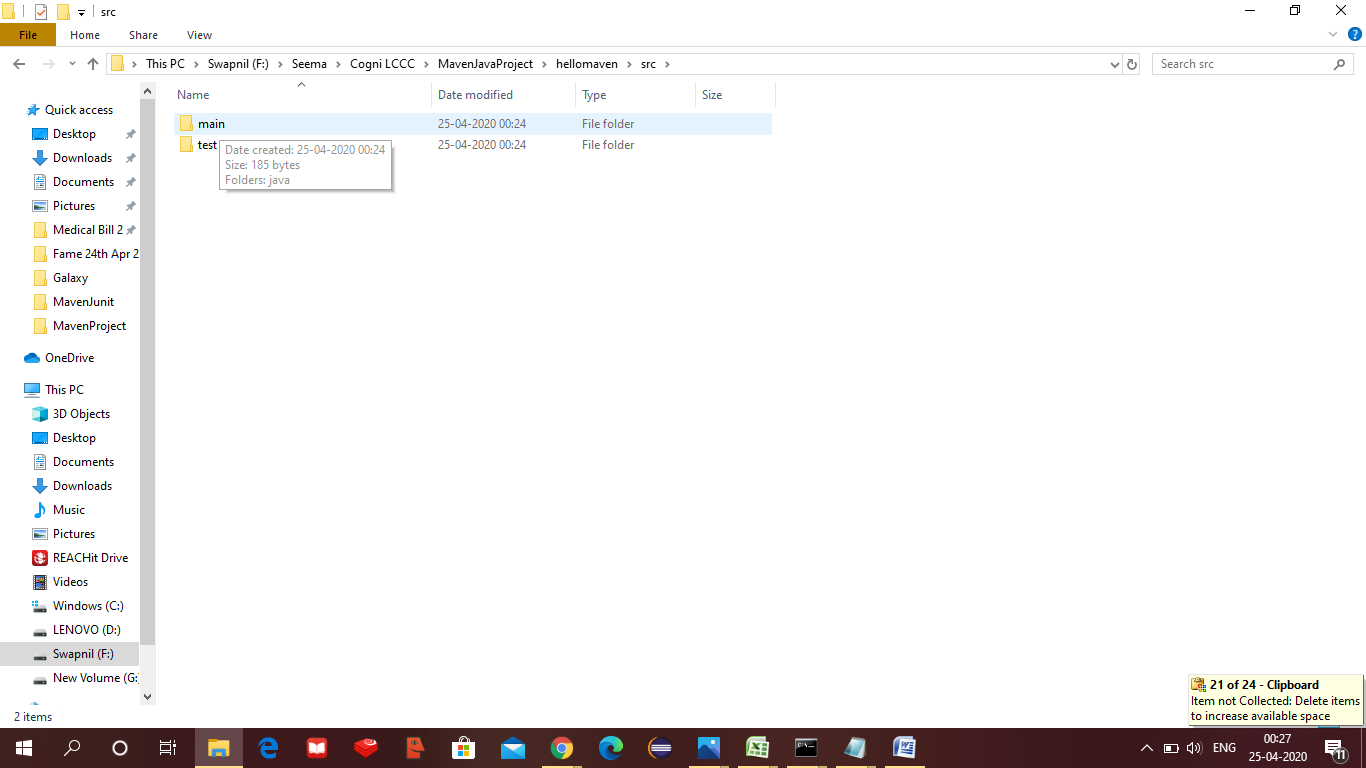 src
File Home Share View
This PC Swapnil (F:) Seema Cogni LCCC MavenJavaProject hellomaven src
Search src
Name Date modified Type Size
main 25-04-2020 00:24 File folder
test 25-04-2020 00:24 File folder
Date created: 25-04-2020 00:24
Size: 185 bytes
Folders: java
Quick access
Desktop
Downloads
Documents
Pictures
Medical Bill 2
Fame 24th Apr 2
Galaxy
MavenJunit
MavenProject
OneDrive
This PC
3D Objects
Desktop
Documents
Downloads
Music
Pictures
REACHit Drive
Videos
Windows (C:)
LENOVO (D:)
Swapnil (F:)
New Volume (G:
2 items
21 of 24 - Clipboard
Item not Collected: Delete items
to increase available space
ENG
00:27
25-04-2020
11